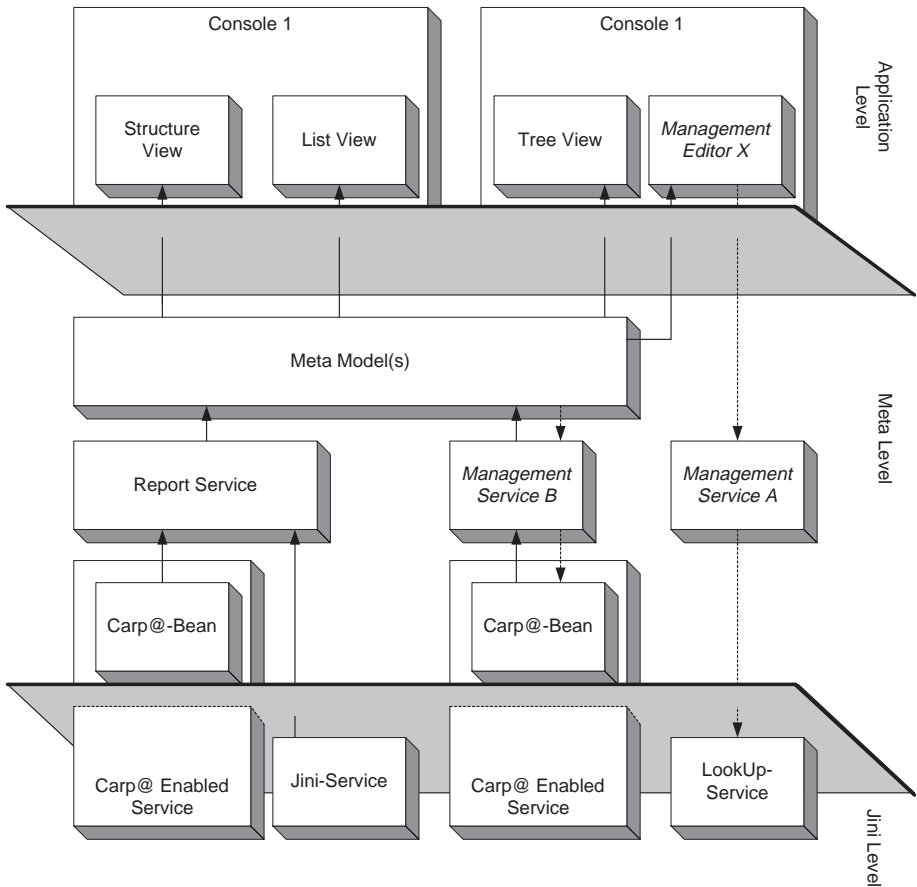 Console 1
Console 1
Application
Level
Structure
View
List View
Tree View
Management
Editor X
Meta Model(s)
Meta Level
Report Service
Management
Service B
Management
Service A
Carp@-Bean
Carp@-Bean
Carp@ Enabled
Service
Jini-Service
Carp@ Enabled
Service
LookUp-
Service
Jini Level